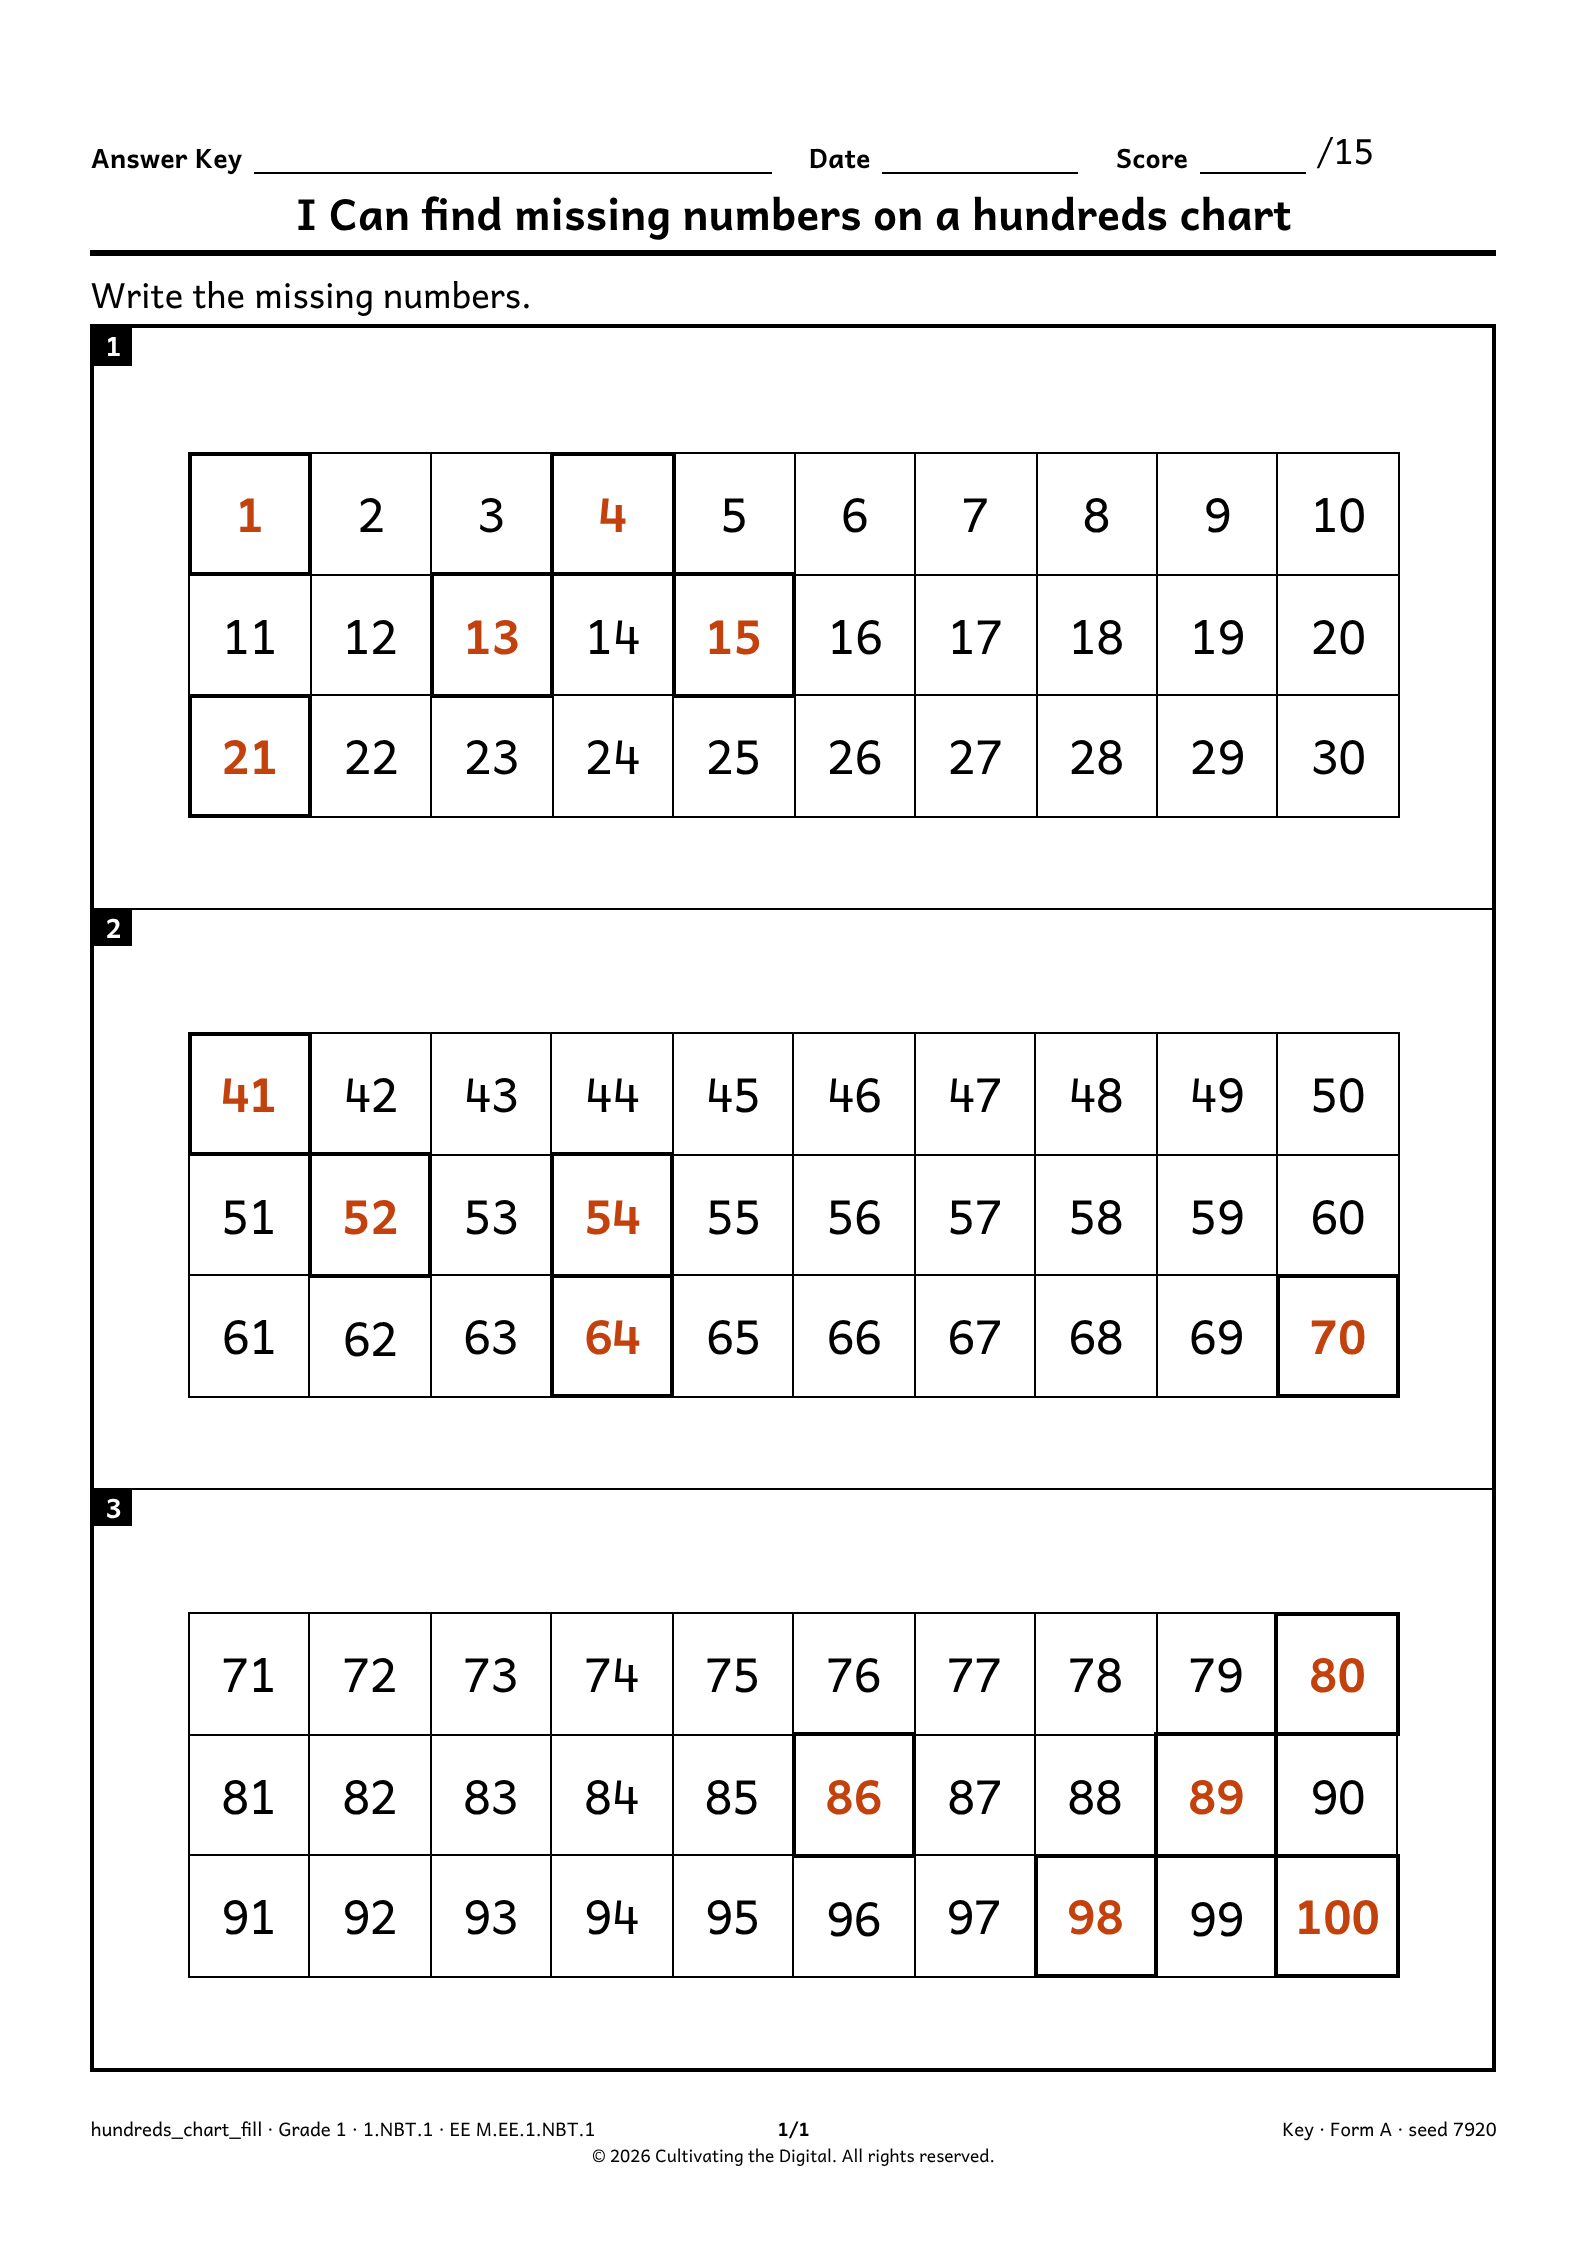 Answer Key Date Score /15
I Can find missing numbers on a hundreds chart
Write the missing numbers.
1
1 2 3 4 5 6 7 8 9 10
11 12 13 14 15 16 17 18 19 20
21 22 23 24 25 26 27 28 29 30
2
41 42 43 44 45 46 47 48 49 50
51 52 53 54 55 56 57 58 59 60
61 62 63 64 65 66 67 68 69 70
3
71 72 73 74 75 76 77 78 79 80
81 82 83 84 85 86 87 88 89 90
91 92 93 94 95 96 97 98 99 100
hundreds_chart_fill · Grade 1 · 1.NBT.1 · EE M.EE.1.NBT.1 1/1 Key · Form A · seed 7920
© 2026 Cultivating the Digital. All rights reserved.